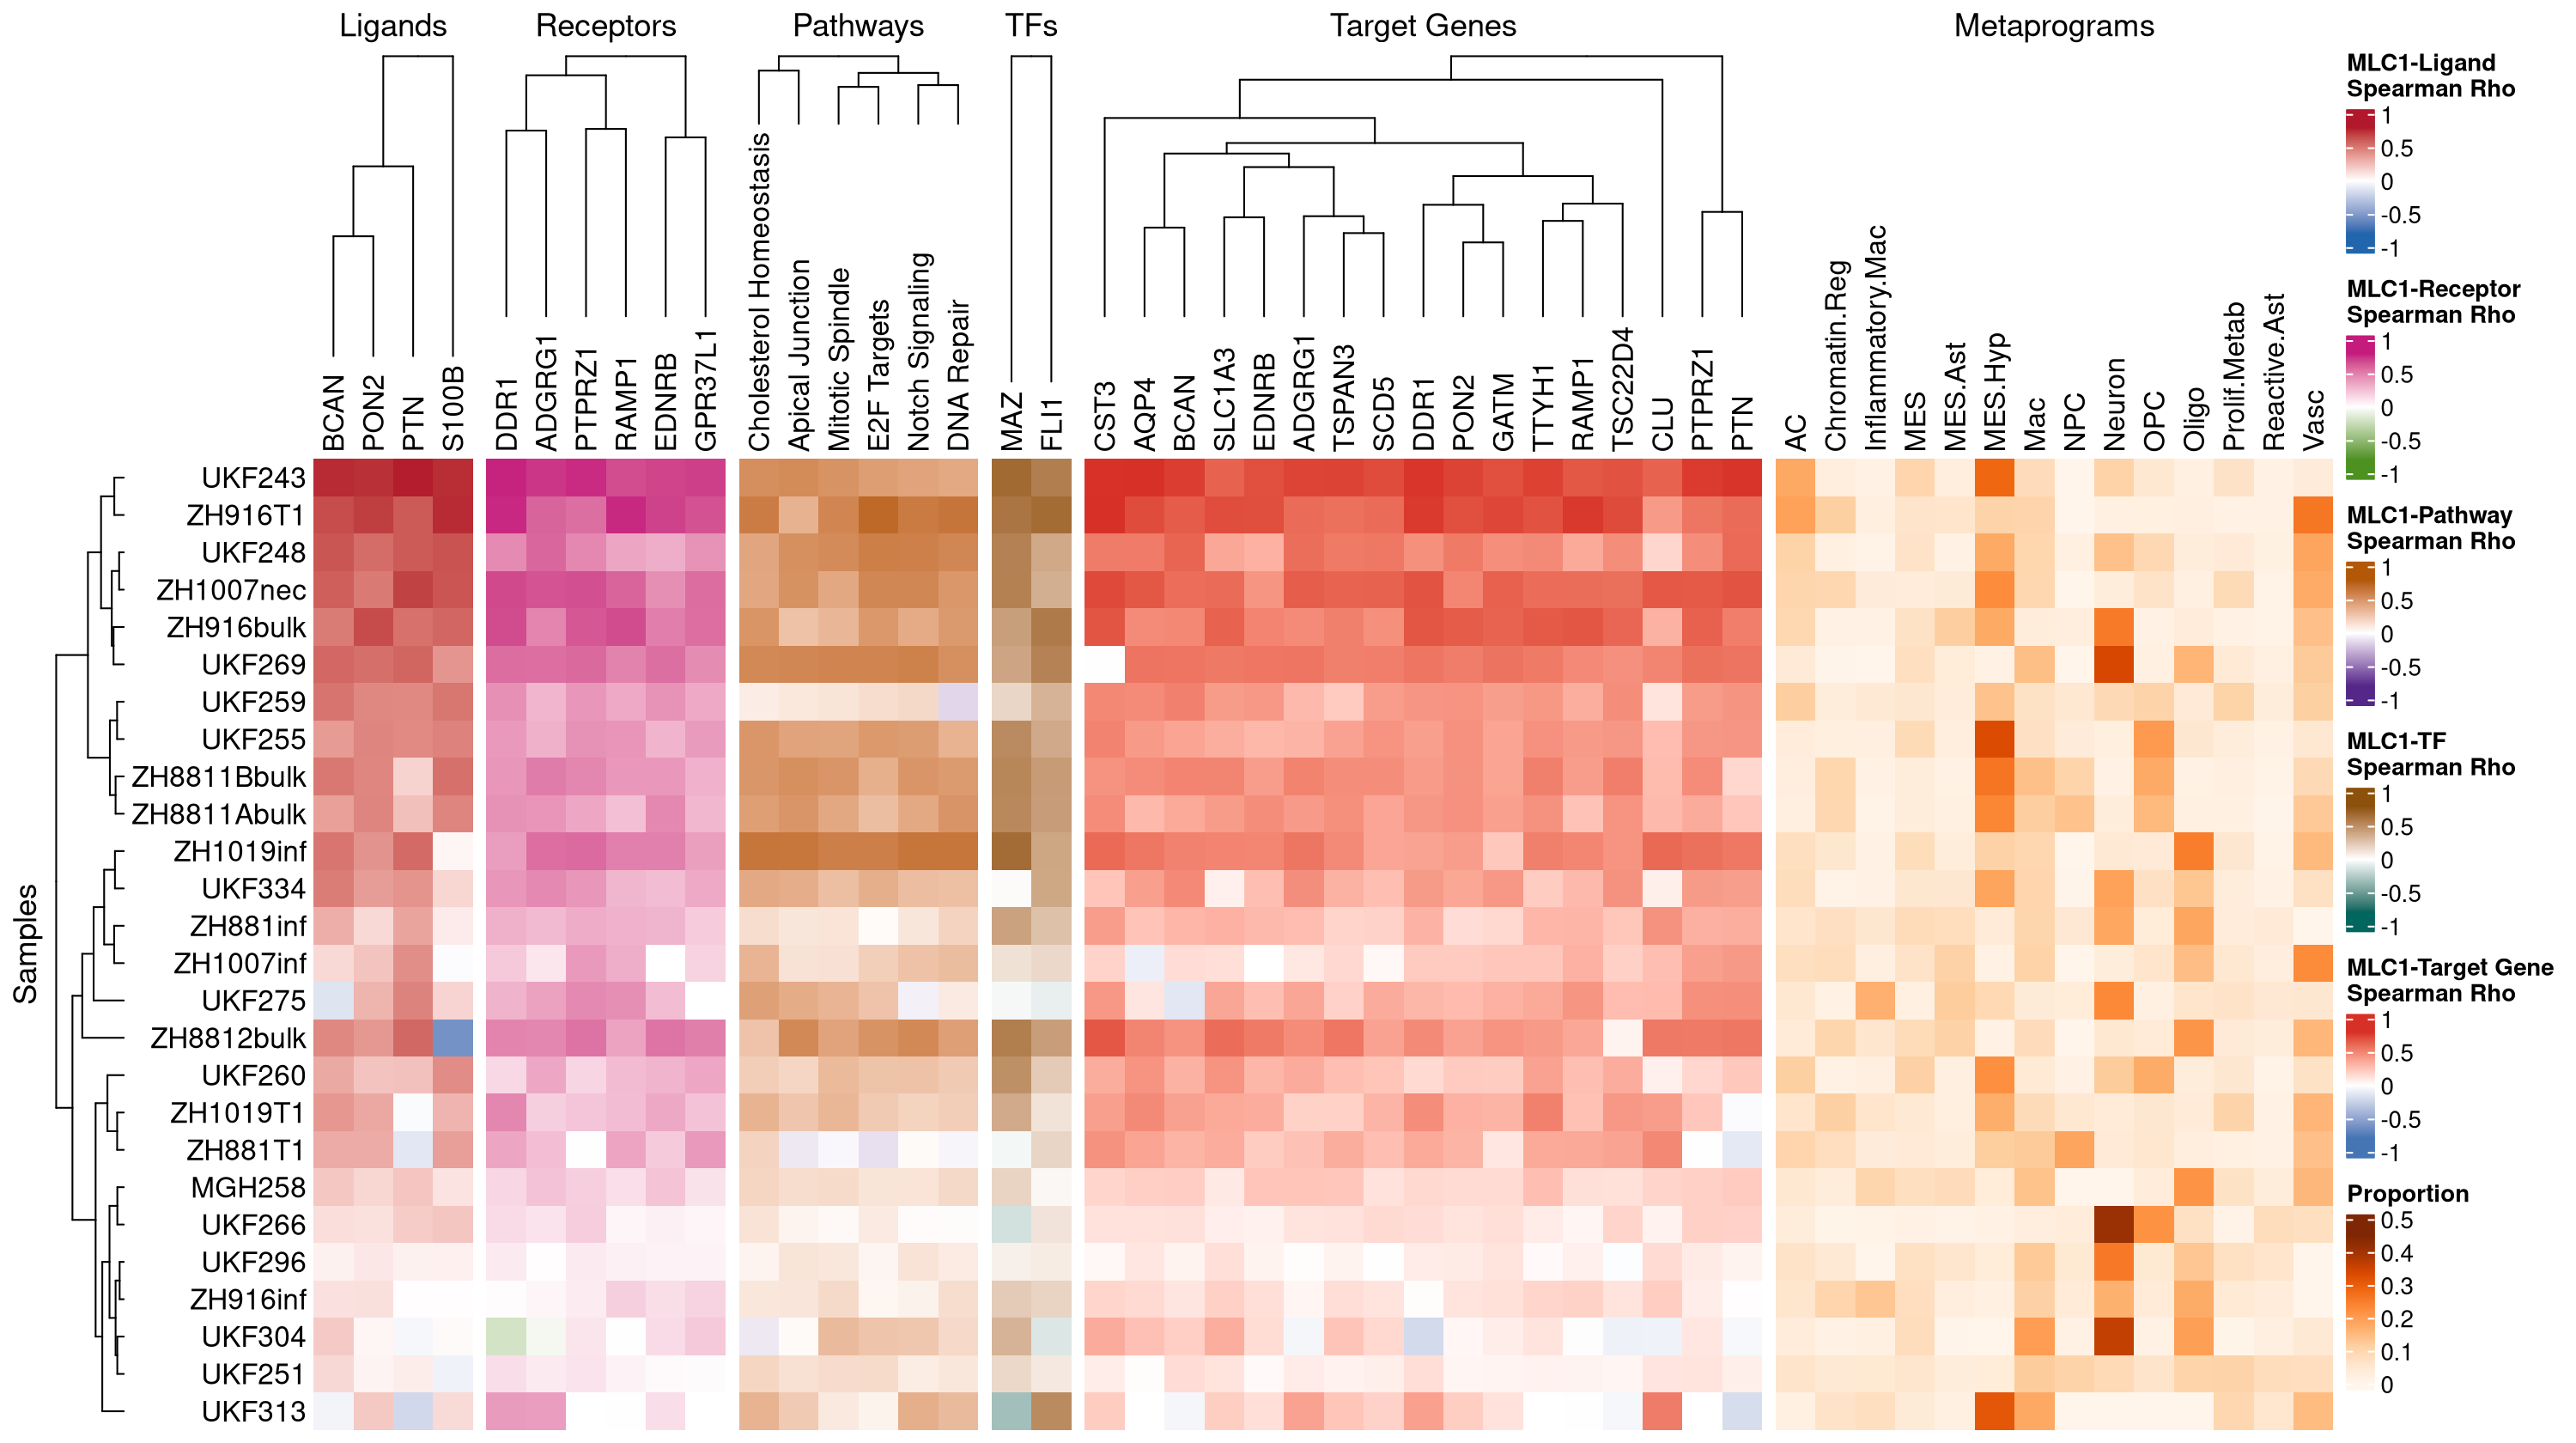 Ligands
Receptors
Pathways
TFs
Target Genes
Metaprograms
BCAN
PON2
PTN
S100B
DDR1
ADGRG1
PTPRZ1
RAMP1
EDNRB
GPR37L1
Cholesterol Homeostasis
Apical Junction
Mitotic Spindle
E2F Targets
Notch Signaling
DNA Repair
MAZ
FLI1
CST3
AQP4
BCAN
SLC1A3
EDNRB
ADGRG1
TSPAN3
SCD5
DDR1
PON2
GATM
TTYH1
RAMP1
TSC22D4
CLU
PTPRZ1
PTN
AC
Chromatin.Reg
Inflammatory.Mac
MES
MES.Ast
MES.Hyp
Mac
NPC
Neuron
OPC
Oligo
Prolif.Metab
Reactive.Ast
Vasc
Samples
UKF243
ZH916T1
UKF248
ZH1007nec
ZH916bulk
UKF269
UKF259
UKF255
ZH8811Bbulk
ZH8811Abulk
ZH1019inf
UKF334
ZH881inf
ZH1007inf
UKF275
ZH8812bulk
UKF260
ZH1019T1
ZH881T1
MGH258
UKF266
UKF296
ZH916inf
UKF304
UKF251
UKF313
MLC1-Ligand
Spearman Rho
1
0.5
0
-0.5
-1
MLC1-Receptor
Spearman Rho
1
0.5
0
-0.5
-1
MLC1-Pathway
Spearman Rho
1
0.5
0
-0.5
-1
MLC1-TF
Spearman Rho
1
0.5
0
-0.5
-1
MLC1-Target Gene
Spearman Rho
1
0.5
0
-0.5
-1
Proportion
0.5
0.4
0.3
0.2
0.1
0